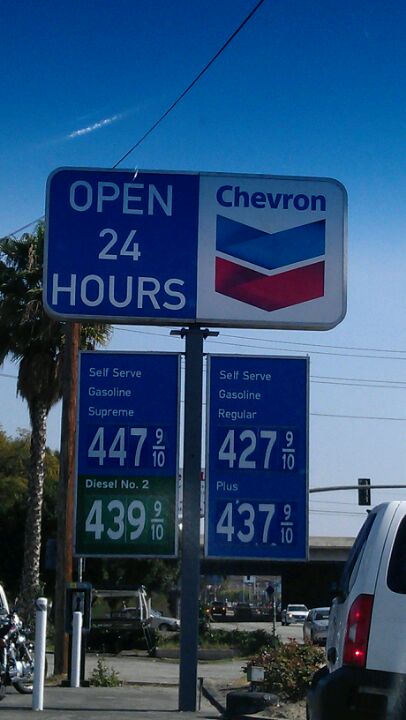 OPEN
24
HOURS
Chevron
Self Serve
Gasoline
Supreme
447 9/10
Diesel No. 2
439 9/10
Self Serve
Gasoline
Regular
427 9/10
Plus
437 9/10